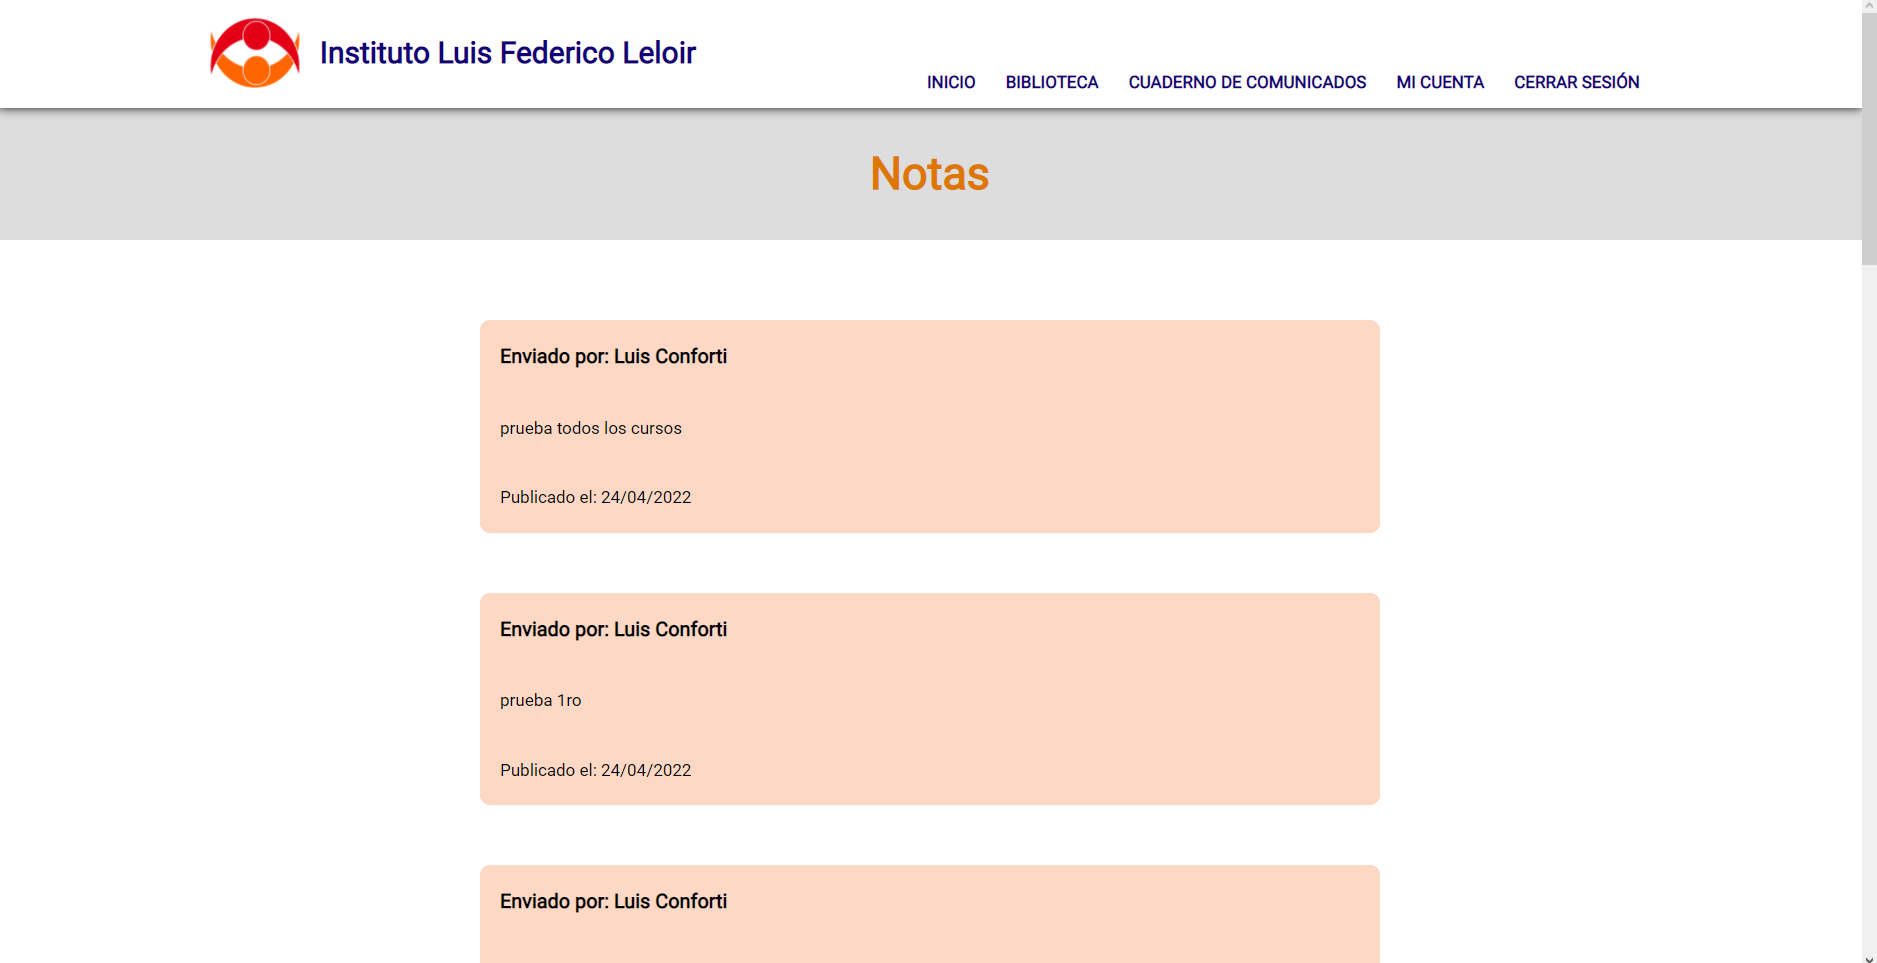 Instituto Luis Federico Leloir
INICIO BIBLIOTECA CUADERNO DE COMUNICADOS MI CUENTA CERRAR SESIÓN
Notas
Enviado por: Luis Conforti
prueba todos los cursos
Publicado el: 24/04/2022
Enviado por: Luis Conforti
prueba 1ro
Publicado el: 24/04/2022
Enviado por: Luis Conforti